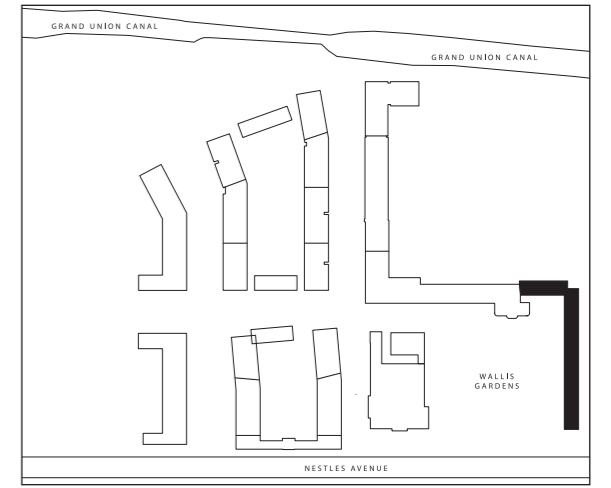 GRAND UNION CANAL
GRAND UNION CANAL
WALLIS
GARDENS
NESTLES AVENUE